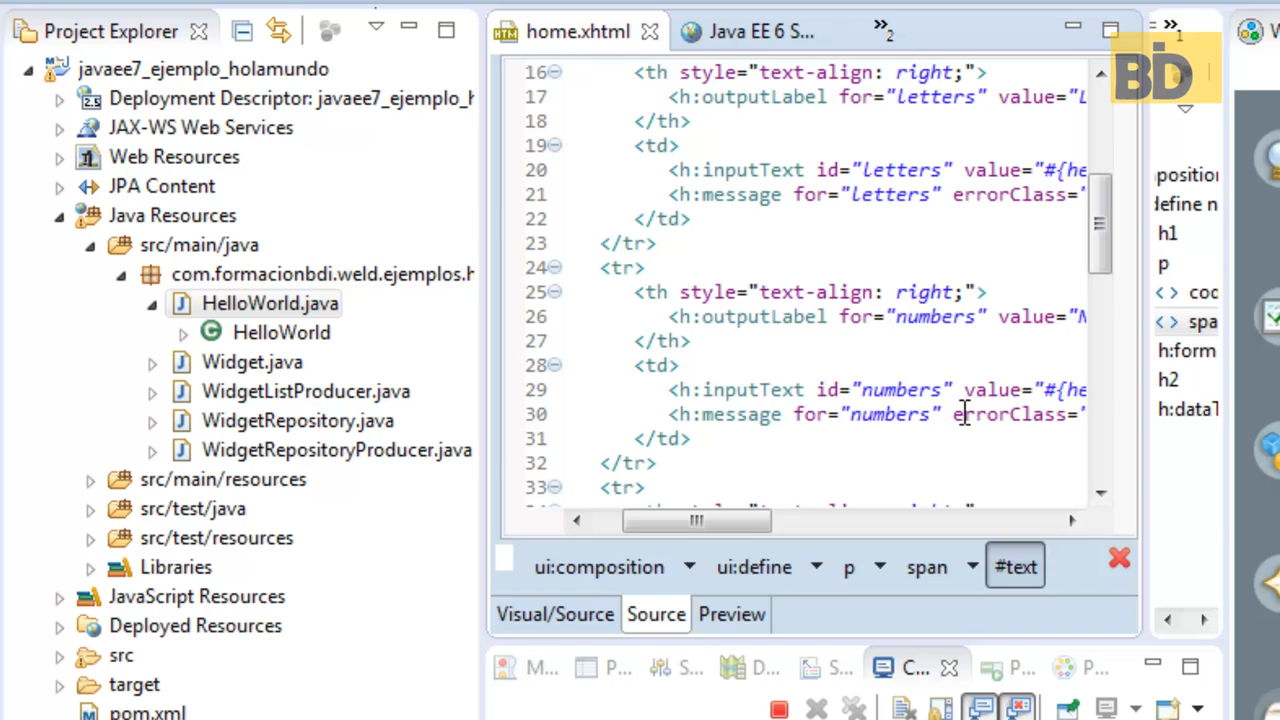 Project Explorer
javaee7_ejemplo_holamundo
Deployment Descriptor: javaee7_ejemplo_h
JAX-WS Web Services
Web Resources
JPA Content
Java Resources
src/main/java
com.formacionbdi.weld.ejemplos.h
HelloWorld.java
HelloWorld
Widget.java
WidgetListProducer.java
WidgetRepository.java
WidgetRepositoryProducer.java
src/main/resources
src/test/java
src/test/resources
Libraries
JavaScript Resources
Deployed Resources
src
target
pom.xml
home.xhtml
Java EE 6 S...
»2
»1
BD
16 <th style="text-align: right;">
17 <h:outputLabel for="letters" value="L
18 </th>
19 <td>
20 <h:inputText id="letters" value="#{he
21 <h:message for="letters" errorClass="
22 </td>
23 </tr>
24 <tr>
25 <th style="text-align: right;">
26 <h:outputLabel for="numbers" value="N
27 </th>
28 <td>
29 <h:inputText id="numbers" value="#{he
30 <h:message for="numbers" errorClass="
31 </td>
32 </tr>
33 <tr>
ui:composition ui:define p span #text
Visual/Source Source Preview
M... P... S... D... S... C... P... P...
mposition
define n
h1
p
coc
spa
h:form
h2
h:dataT